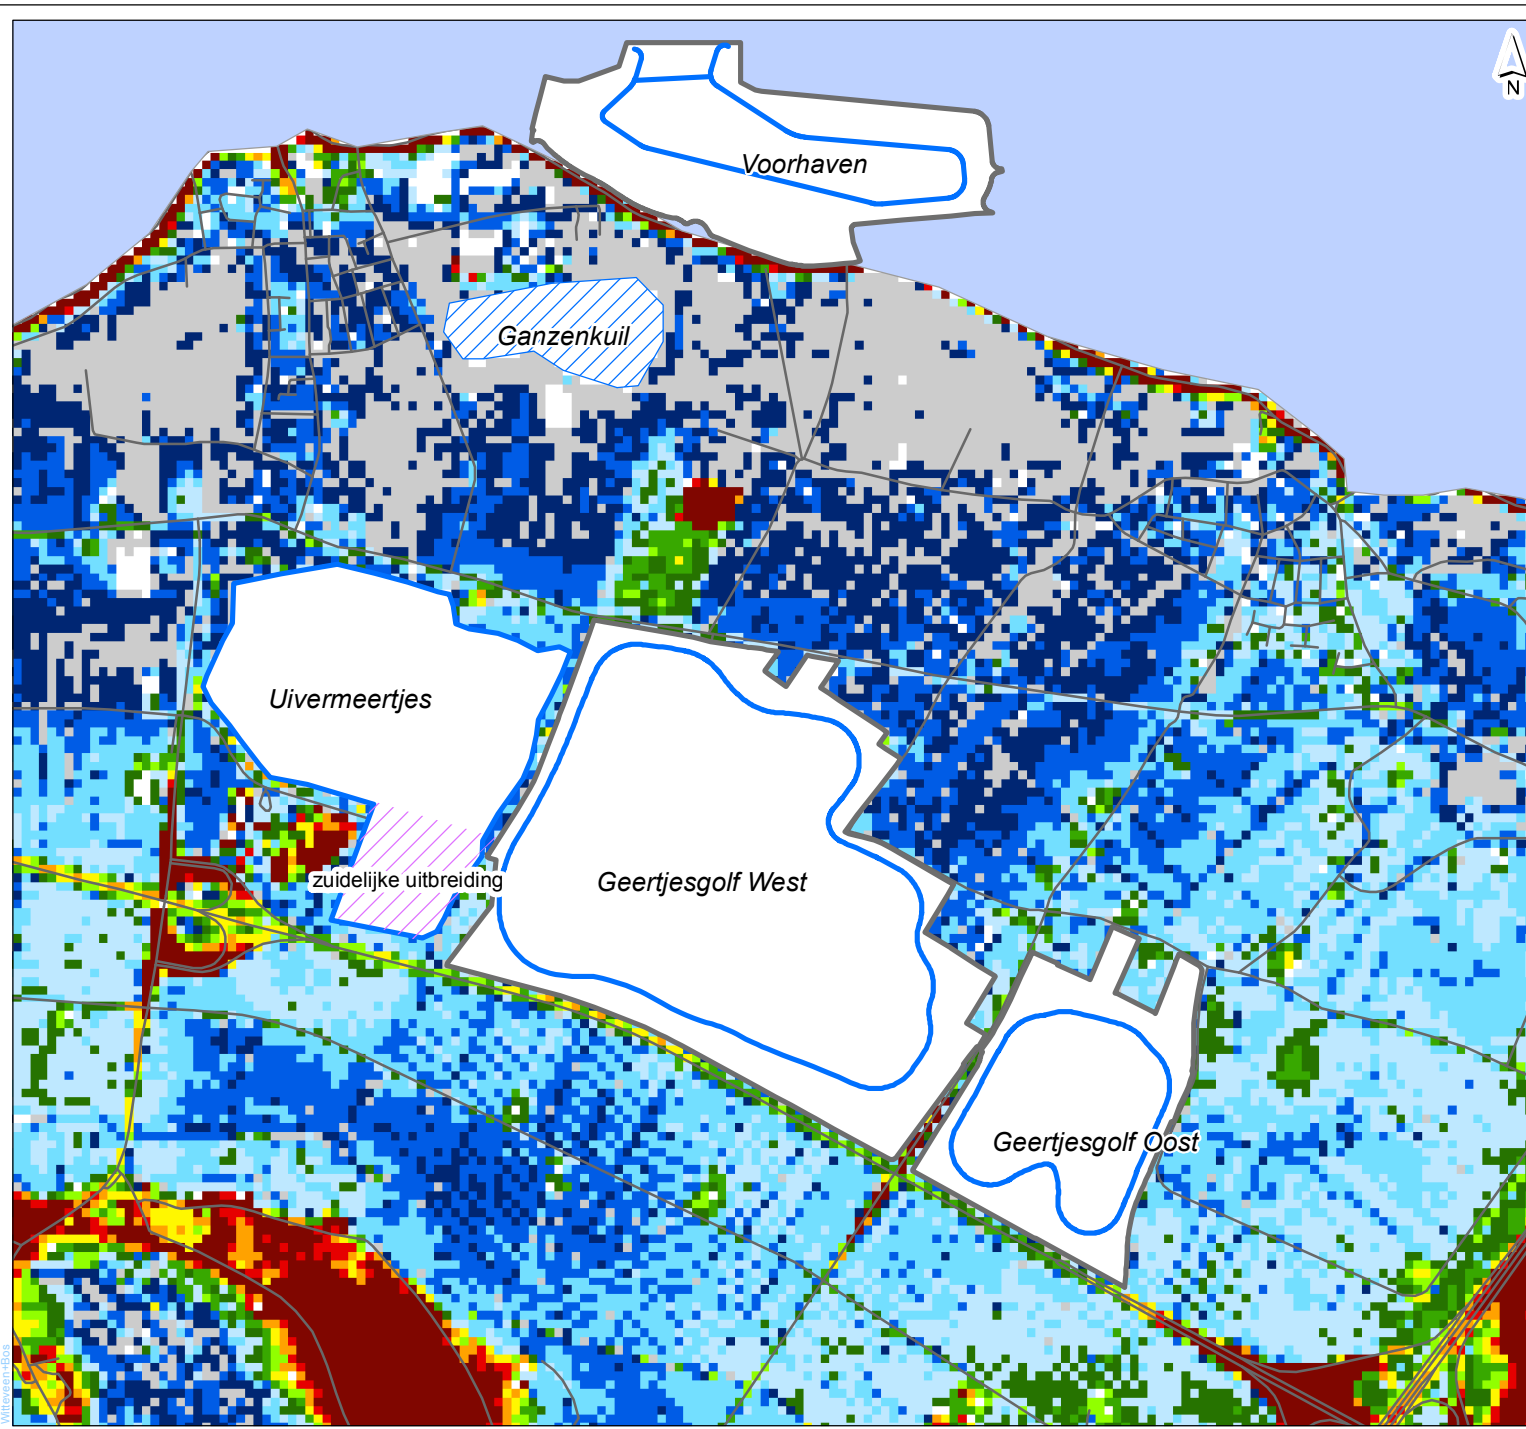 N
Voorhaven
Ganzenkuil
Uivermeertjes
zuidelijke uitbreiding
Geertjesgolf West
Geertjesgolf Oost
Witteveen+Bos